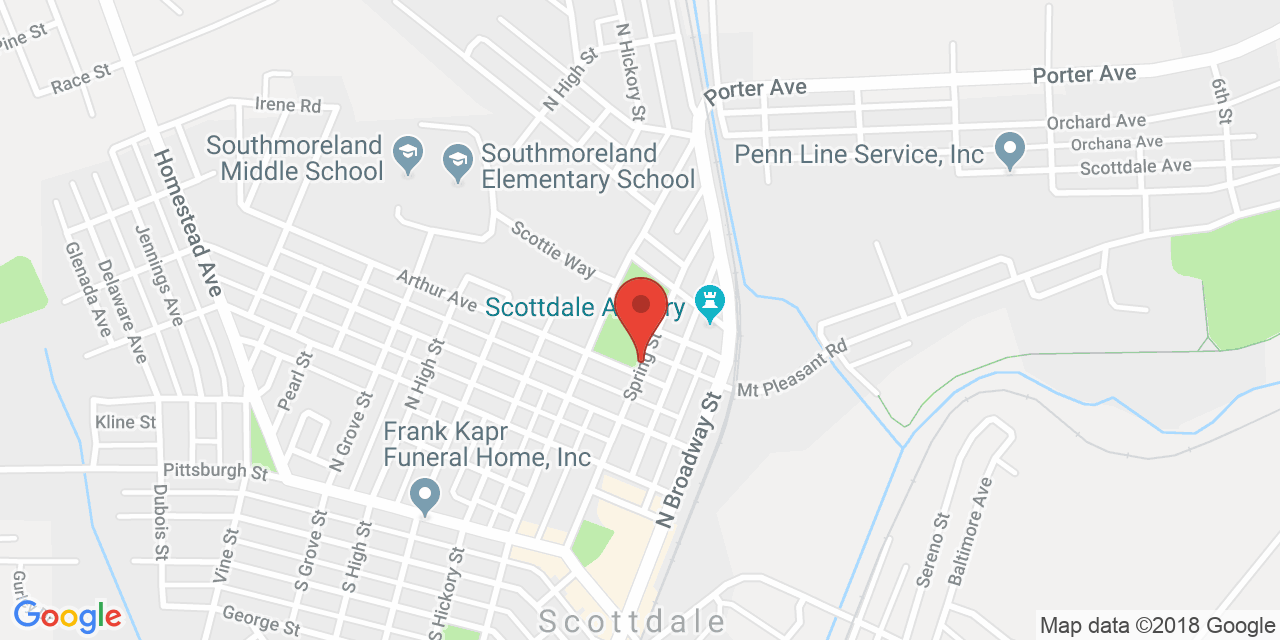 Pine St
Race St
Irene Rd
N High St
N Hickory St
Porter Ave
Porter Ave
6th St
Orchard Ave
Orchana Ave
Scottdale Ave
Penn Line Service, Inc
Southmoreland
Middle School
Southmoreland
Elementary School
Homestead Ave
Glenada Ave
Delaware Ave
Jennings Ave
Scottie Way
Arthur Ave
Scottdale A
ry
Spring St
Mt Pleasant Rd
Pearl St
N High St
N Grove St
Kline St
Frank Kapr
Funeral Home, Inc
N Broadway St
Pittsburgh St
Dubois St
Vine St
S Grove St
S High St
S Hickory St
George St
Sereno St
Baltimore Ave
Scottdale
Google
Map data ©2018 Google